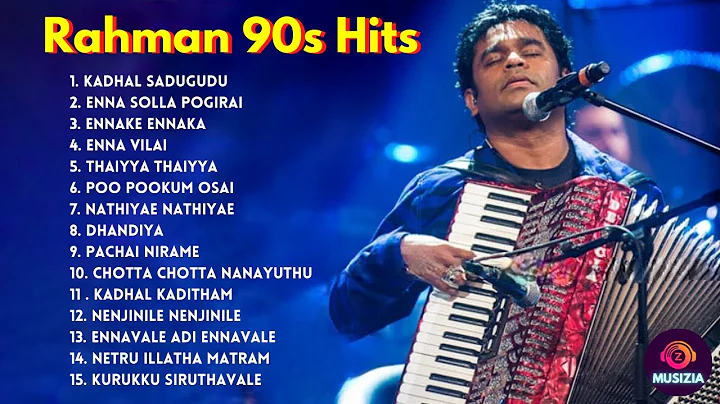 Rahman 90s Hits
1. KADHAL SADUGUDU
2. ENNA SOLLA POGIRAI
3. ENNAKE ENNAKA
4. ENNA VILAI
5. THAIYYA THAIYYA
6. POO POOKUM OSAI
7. NATHIYAE NATHIYAE
8. DHANDIYA
9. PACHAI NIRAME
10. CHOTTA CHOTTA NANAYUTHU
11 . KADHAL KADITHAM
12. NENJINILE NENJINILE
13. ENNAVALE ADI ENNAVALE
14. NETRU ILLATHA MATRAM
15. KURUKKU SIRUTHAVALE
Z
MUSIZIA